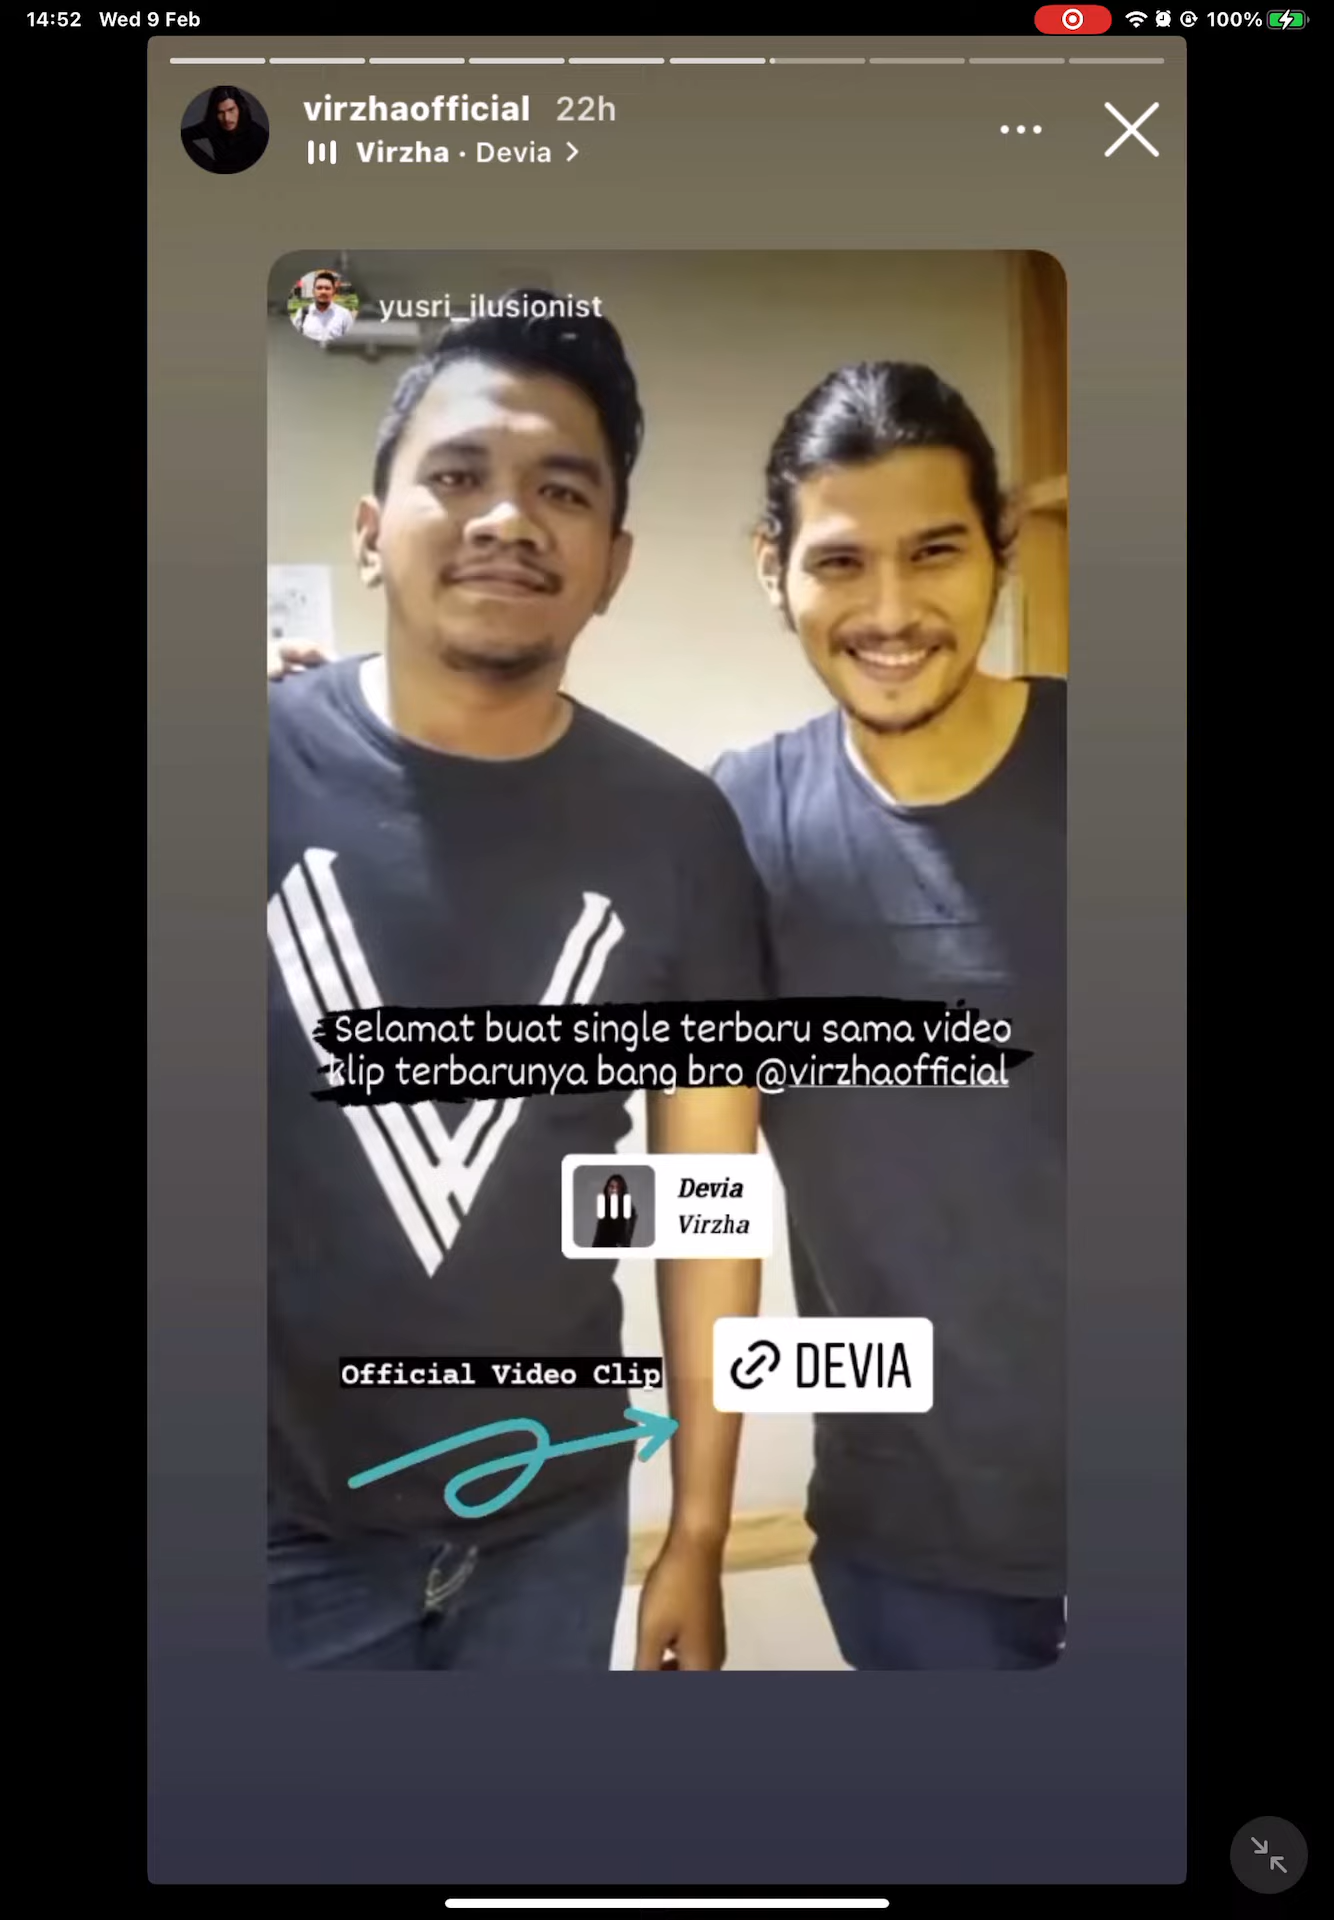 14:52 Wed 9 Feb
100%
virzhaofficial 22h
Virzha · Devia >
yusri_ilusionist
Selamat buat single terbaru sama video
klip terbarunya bang bro @virzhaofficial
Devia
Virzha
Official Video Clip
DEVIA